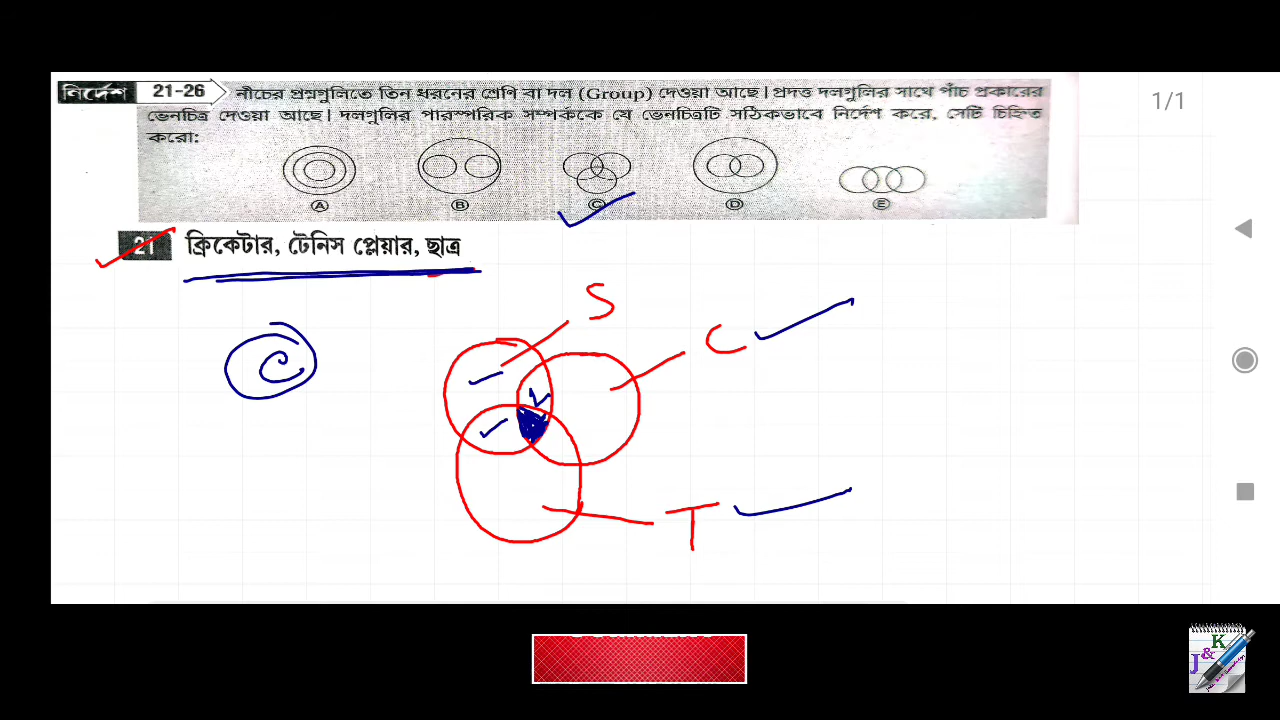 নির্দেশ 21-26 নীচের প্রশ্নগুলিতে তিন ধরনের শ্রেণি বা দল (Group) দেওয়া আছে। প্রদত্ত দলগুলির সাথে পাঁচ প্রকারের
ভেনচিত্র দেওয়া আছে। দলগুলির পারস্পরিক সম্পর্ককে যে ভেনচিত্রটি সঠিকভাবে নির্দেশ করে, সেটি চিহ্নিত
করো:
A B C D E
1/1
21 ক্রিকেটার, টেনিস প্লেয়ার, ছাত্র
S
C
T
J&K